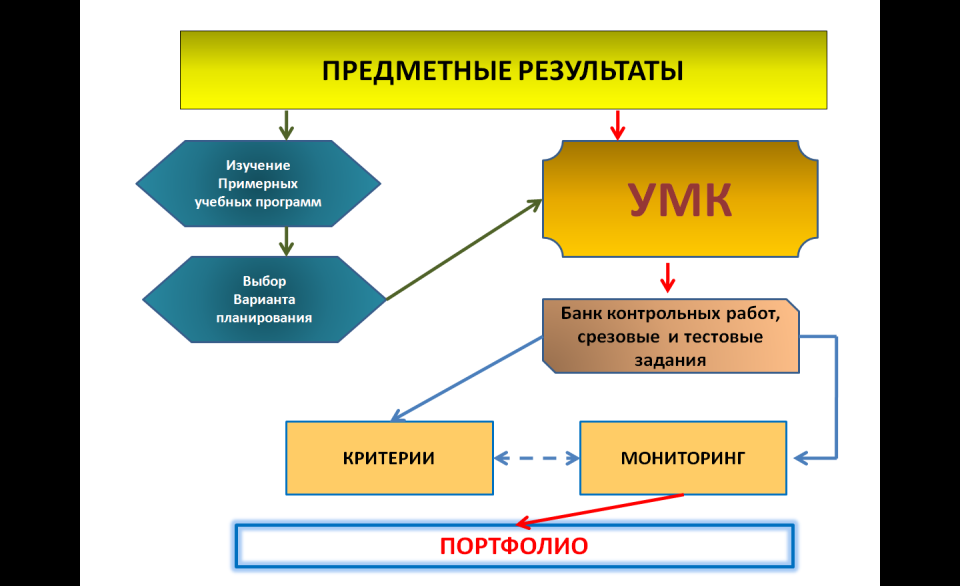 ПРЕДМЕТНЫЕ РЕЗУЛЬТАТЫ
Изучение
Примерных
учебных программ
УМК
Выбор
Варианта
планирования
Банк контрольных работ,
срезовые и тестовые
задания
КРИТЕРИИ
МОНИТОРИНГ
ПОРТФОЛИО